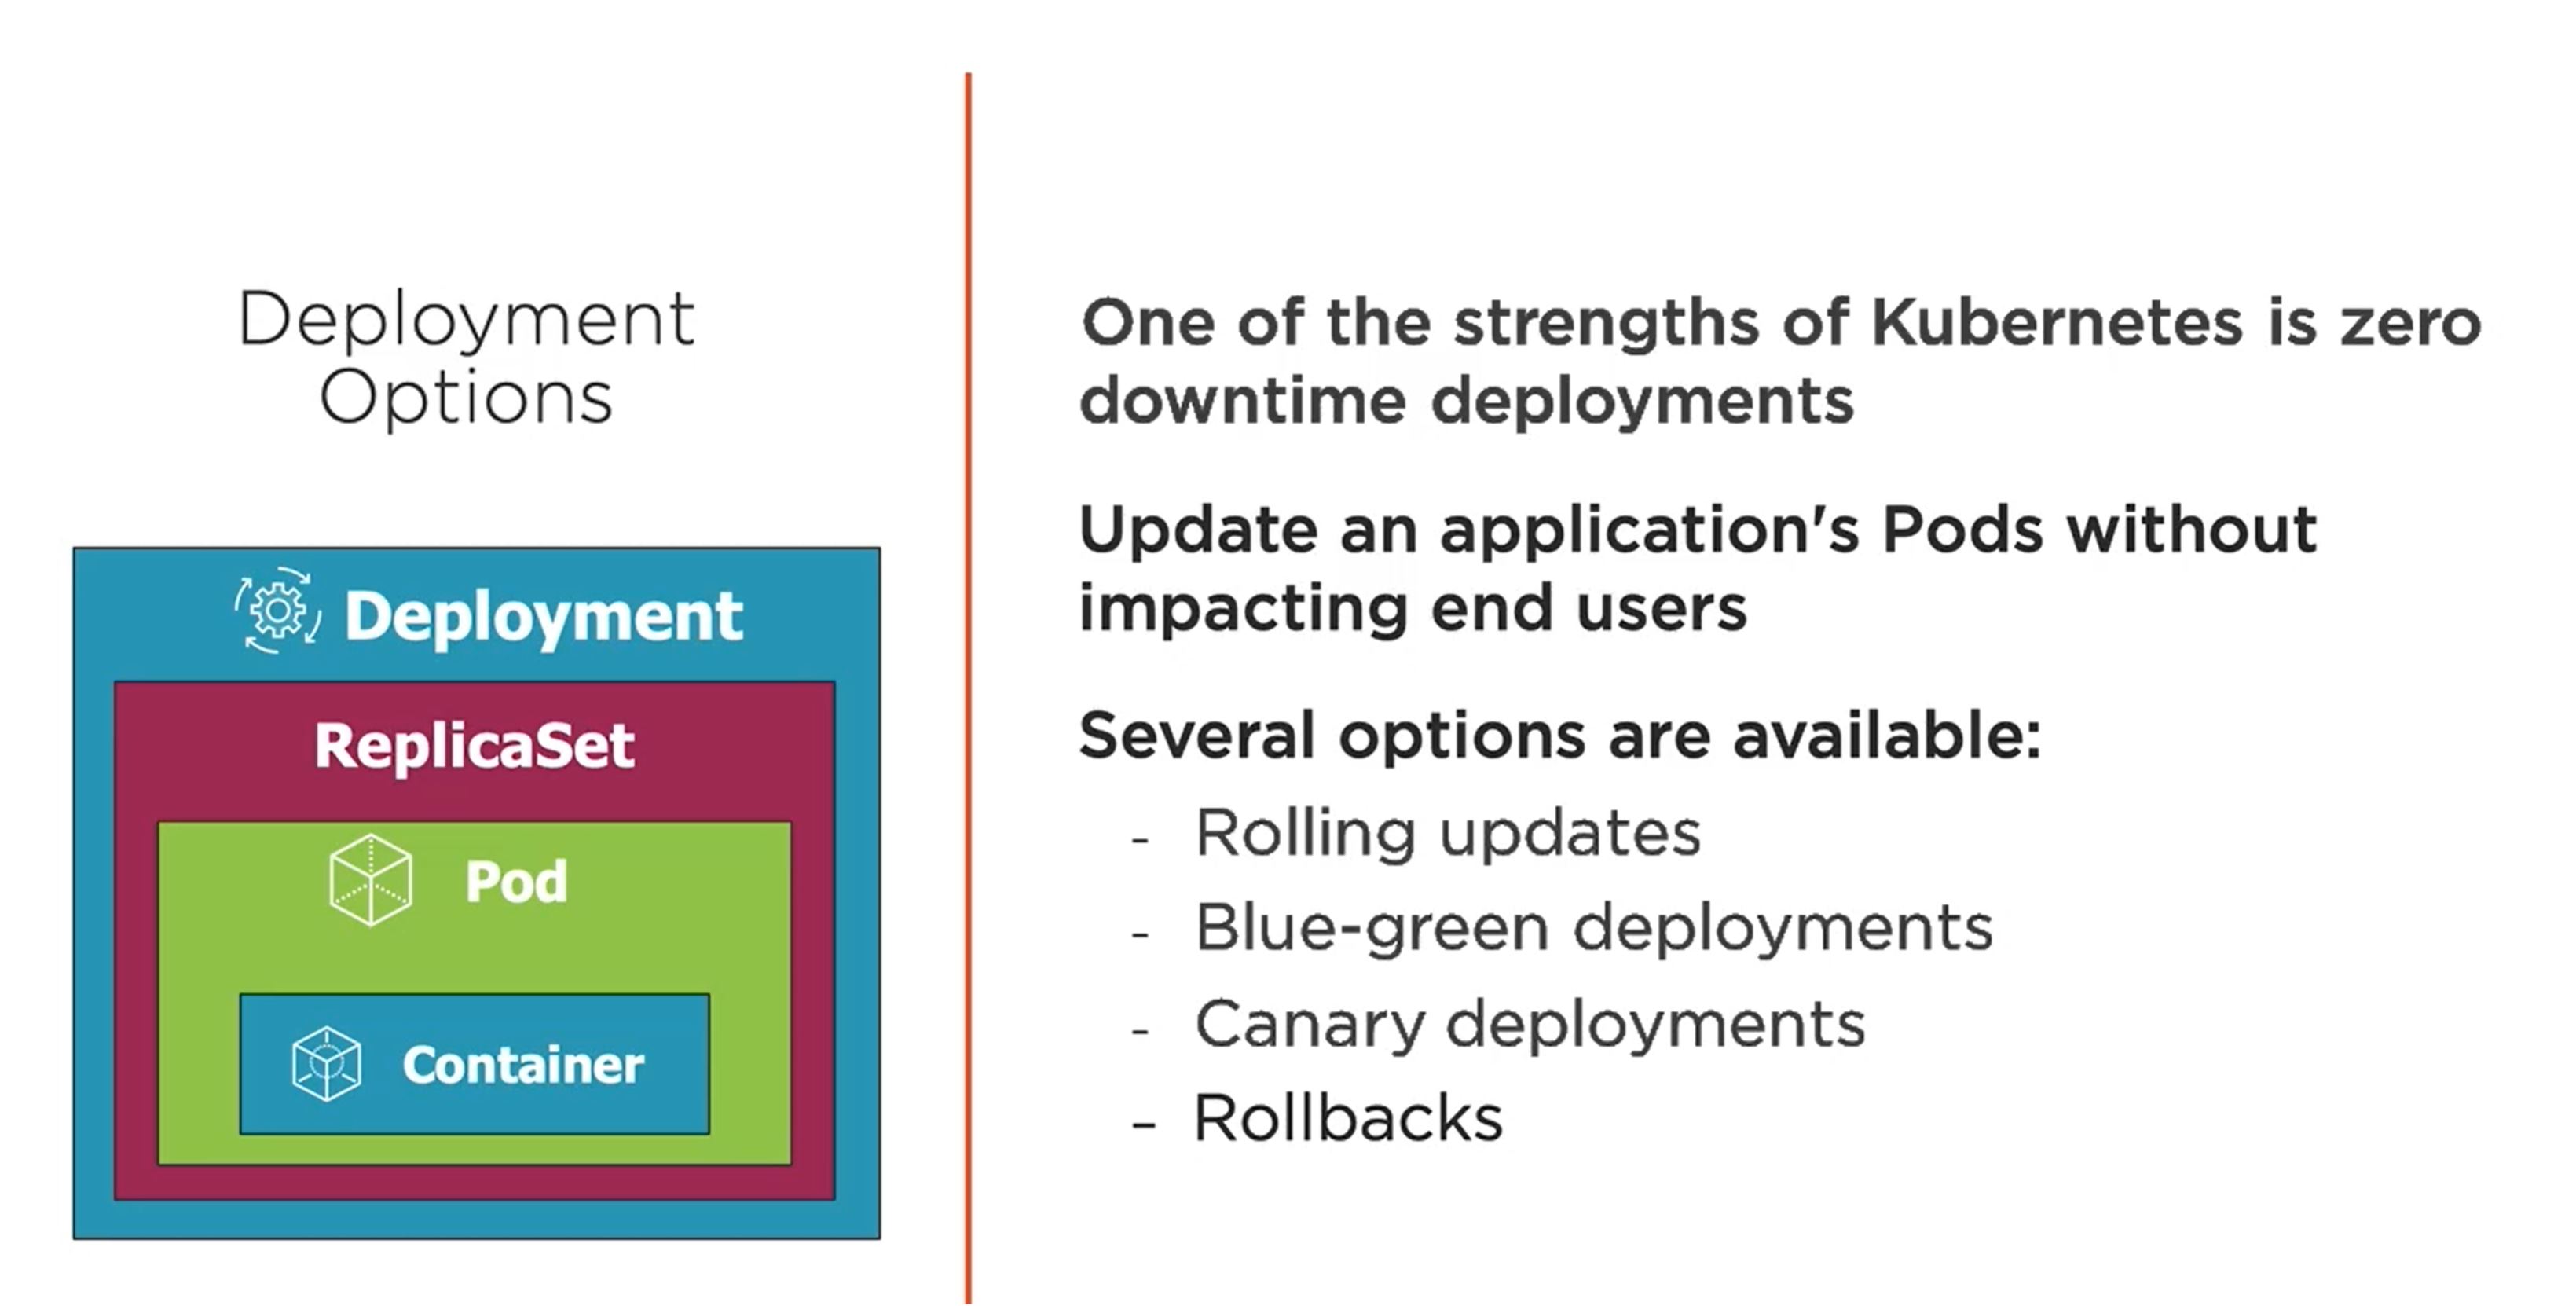 Deployment
Options
Deployment
ReplicaSet
Pod
Container
One of the strengths of Kubernetes is zero
downtime deployments
Update an application's Pods without
impacting end users
Several options are available:
- Rolling updates
- Blue-green deployments
- Canary deployments
- Rollbacks